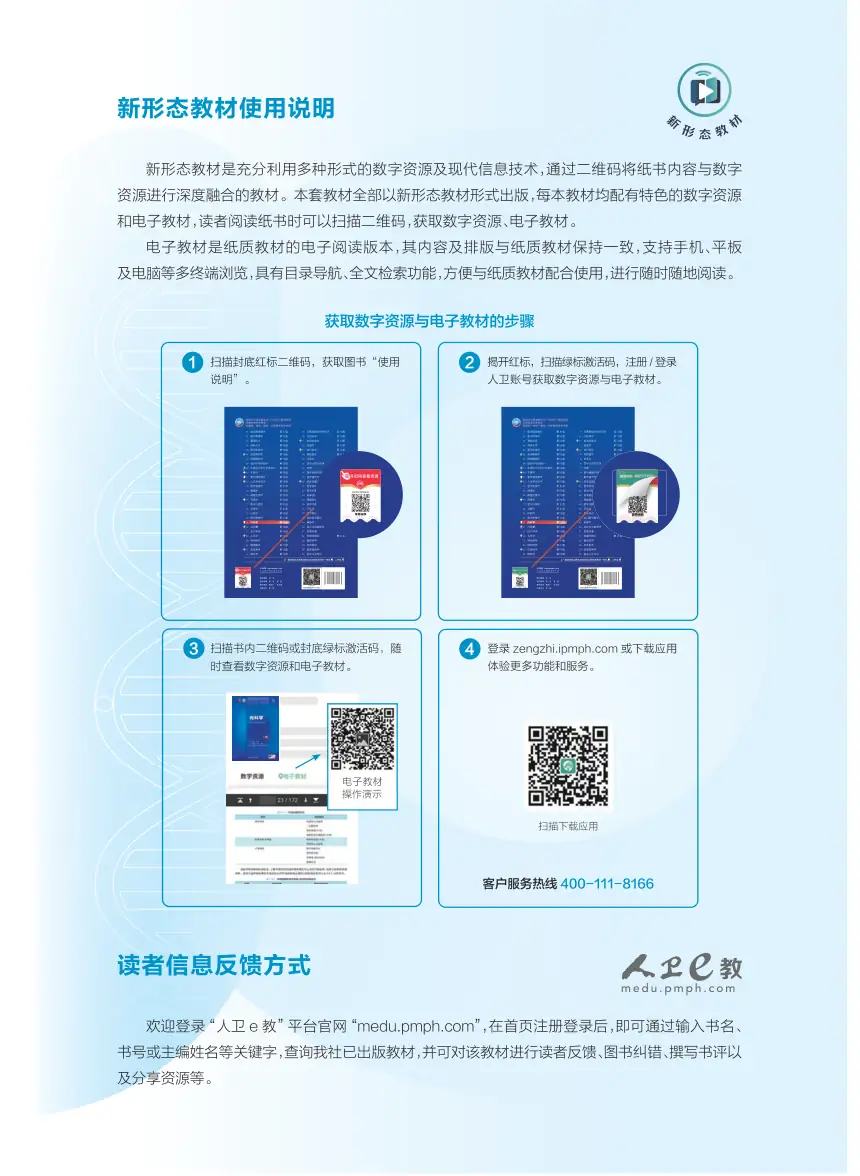 新形态教材使用说明
新形态教材
新形态教材是充分利用多种形式的数字资源及现代信息技术,通过二维码将纸书内容与数字
资源进行深度融合的教材。本套教材全部以新形态教材形式出版,每本教材均配有特色的数字资源
和电子教材,读者阅读纸书时可以扫描二维码,获取数字资源、电子教材。
电子教材是纸质教材的电子阅读版本,其内容及排版与纸质教材保持一致,支持手机、平板
及电脑等多终端浏览,具有目录导航、全文检索功能,方便与纸质教材配合使用,进行随时随地阅读。
获取数字资源与电子教材的步骤
1 扫描封底红标二维码,获取图书“使用
说明”。
2 揭开红标,扫描绿标激活码,注册 / 登录
人卫账号获取数字资源与电子教材。
3 扫描书内二维码或封底绿标激活码,随
时查看数字资源和电子教材。
数字资源 电子教材
23 / 172
电子教材
操作演示
4 登录 zengzhi.ipmph.com 或下载应用
体验更多功能和服务。
扫描下载应用
客户服务热线 400-111-8166
读者信息反馈方式
人卫e教
medu.pmph.com
欢迎登录“人卫 e 教”平台官网“medu.pmph.com”,在首页注册登录后,即可通过输入书名、
书号或主编姓名等关键字,查询我社已出版教材,并可对该教材进行读者反馈、图书纠错、撰写书评以
及分享资源等。